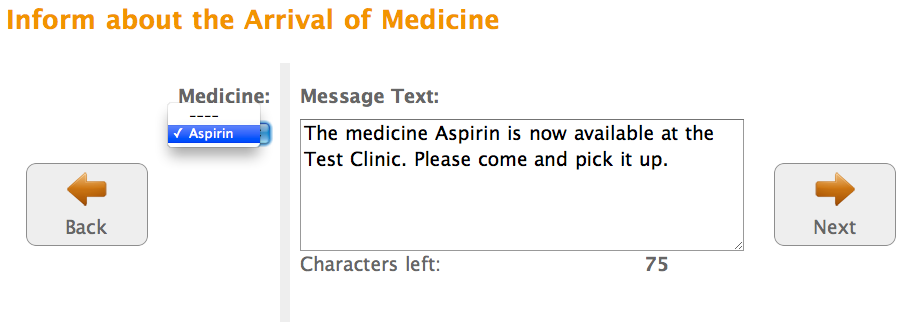 Inform about the Arrival of Medicine
Medicine:
----
✓ Aspirin
Message Text:
The medicine Aspirin is now available at the
Test Clinic. Please come and pick it up.
Characters left: 75
Back
Next